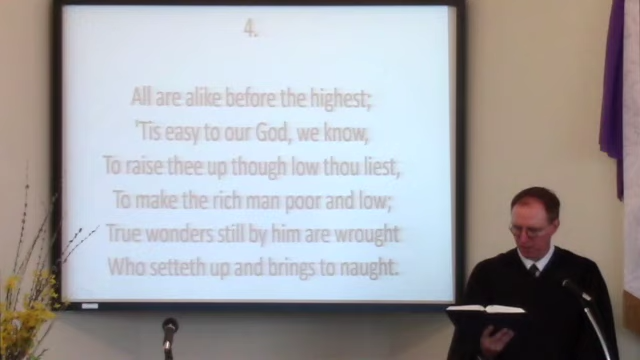 4.
All are alike before the highest;
'Tis easy to our God, we know,
To raise thee up though low thou liest,
To make the rich man poor and low;
True wonders still by him are wrought
Who setteth up and brings to naught.